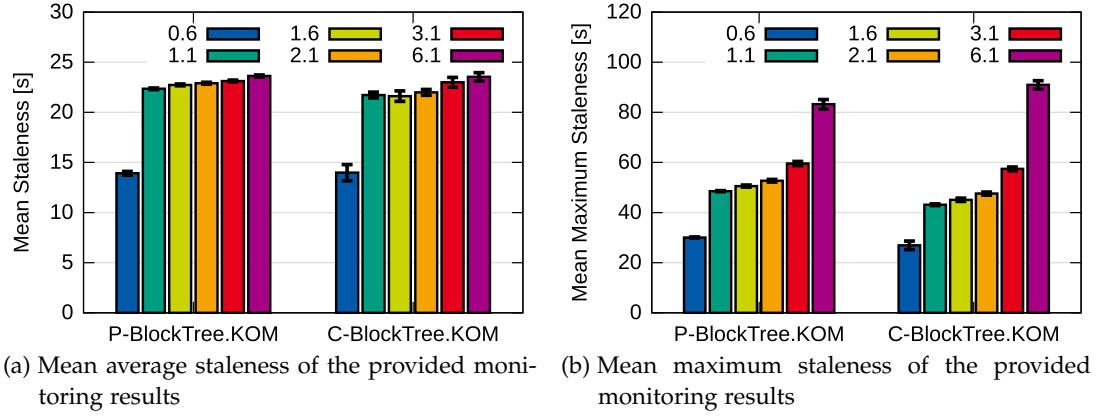 30
25
20
15
10
5
0
Mean Staleness [s]
0.6 1.6 3.1
1.1 2.1 6.1
P-BlockTree.KOM C-BlockTree.KOM
(a) Mean average staleness of the provided moni-
toring results
120
100
80
60
40
20
0
Mean Maximum Staleness [s]
0.6 1.6 3.1
1.1 2.1 6.1
P-BlockTree.KOM C-BlockTree.KOM
(b) Mean maximum staleness of the provided
monitoring results